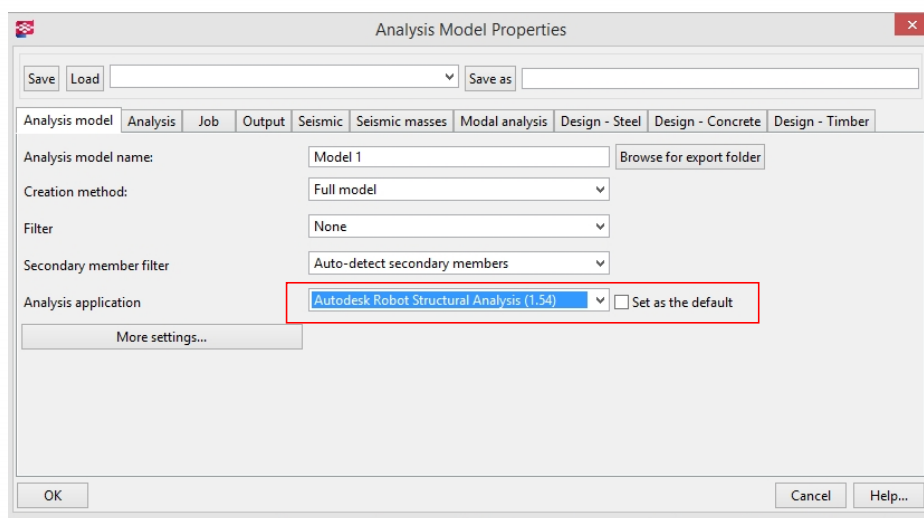 Analysis Model Properties
Save Load Save as
Analysis model Analysis Job Output Seismic Seismic masses Modal analysis Design - Steel Design - Concrete Design - Timber
Analysis model name: Model 1 Browse for export folder
Creation method: Full model
Filter None
Secondary member filter Auto-detect secondary members
Analysis application Autodesk Robot Structural Analysis (1.54) Set as the default
More settings...
OK Cancel Help...